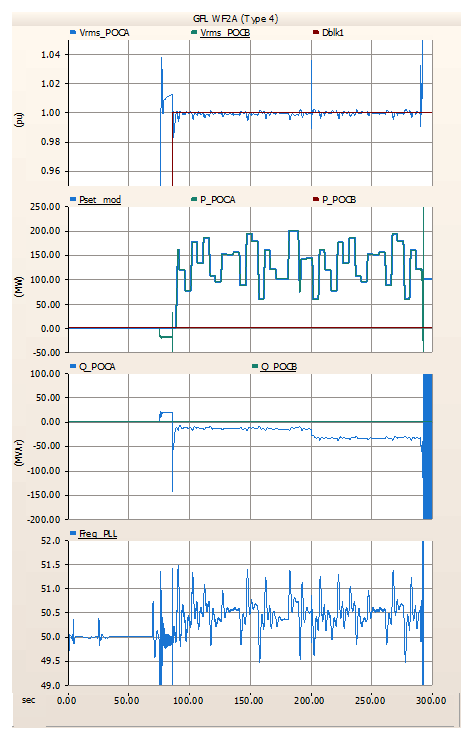 GFL WF2A (Type 4)
Vrms_POCA Vrms_POCB Dblk1
1.04
1.02
1.00
0.98
0.96
(pu)
Pset_mod P_POCA P_POCB
250.00
200.00
150.00
100.00
50.00
0.00
-50.00
(MW)
Q_POCA Q_POCB
100.00
50.00
0.00
-50.00
-100.00
-150.00
-200.00
(MVAr)
Freq_PLL
52.0
51.5
51.0
50.5
50.0
49.5
49.0
sec 0.00 50.00 100.00 150.00 200.00 250.00 300.00